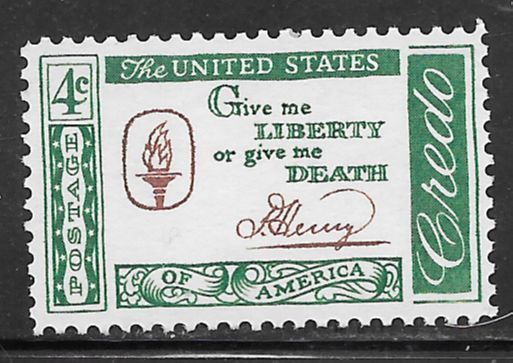 4c
The UNITED STATES
Give me
LIBERTY
or give me
DEATH
P. Henry
OF AMERICA
POSTAGE
Credo